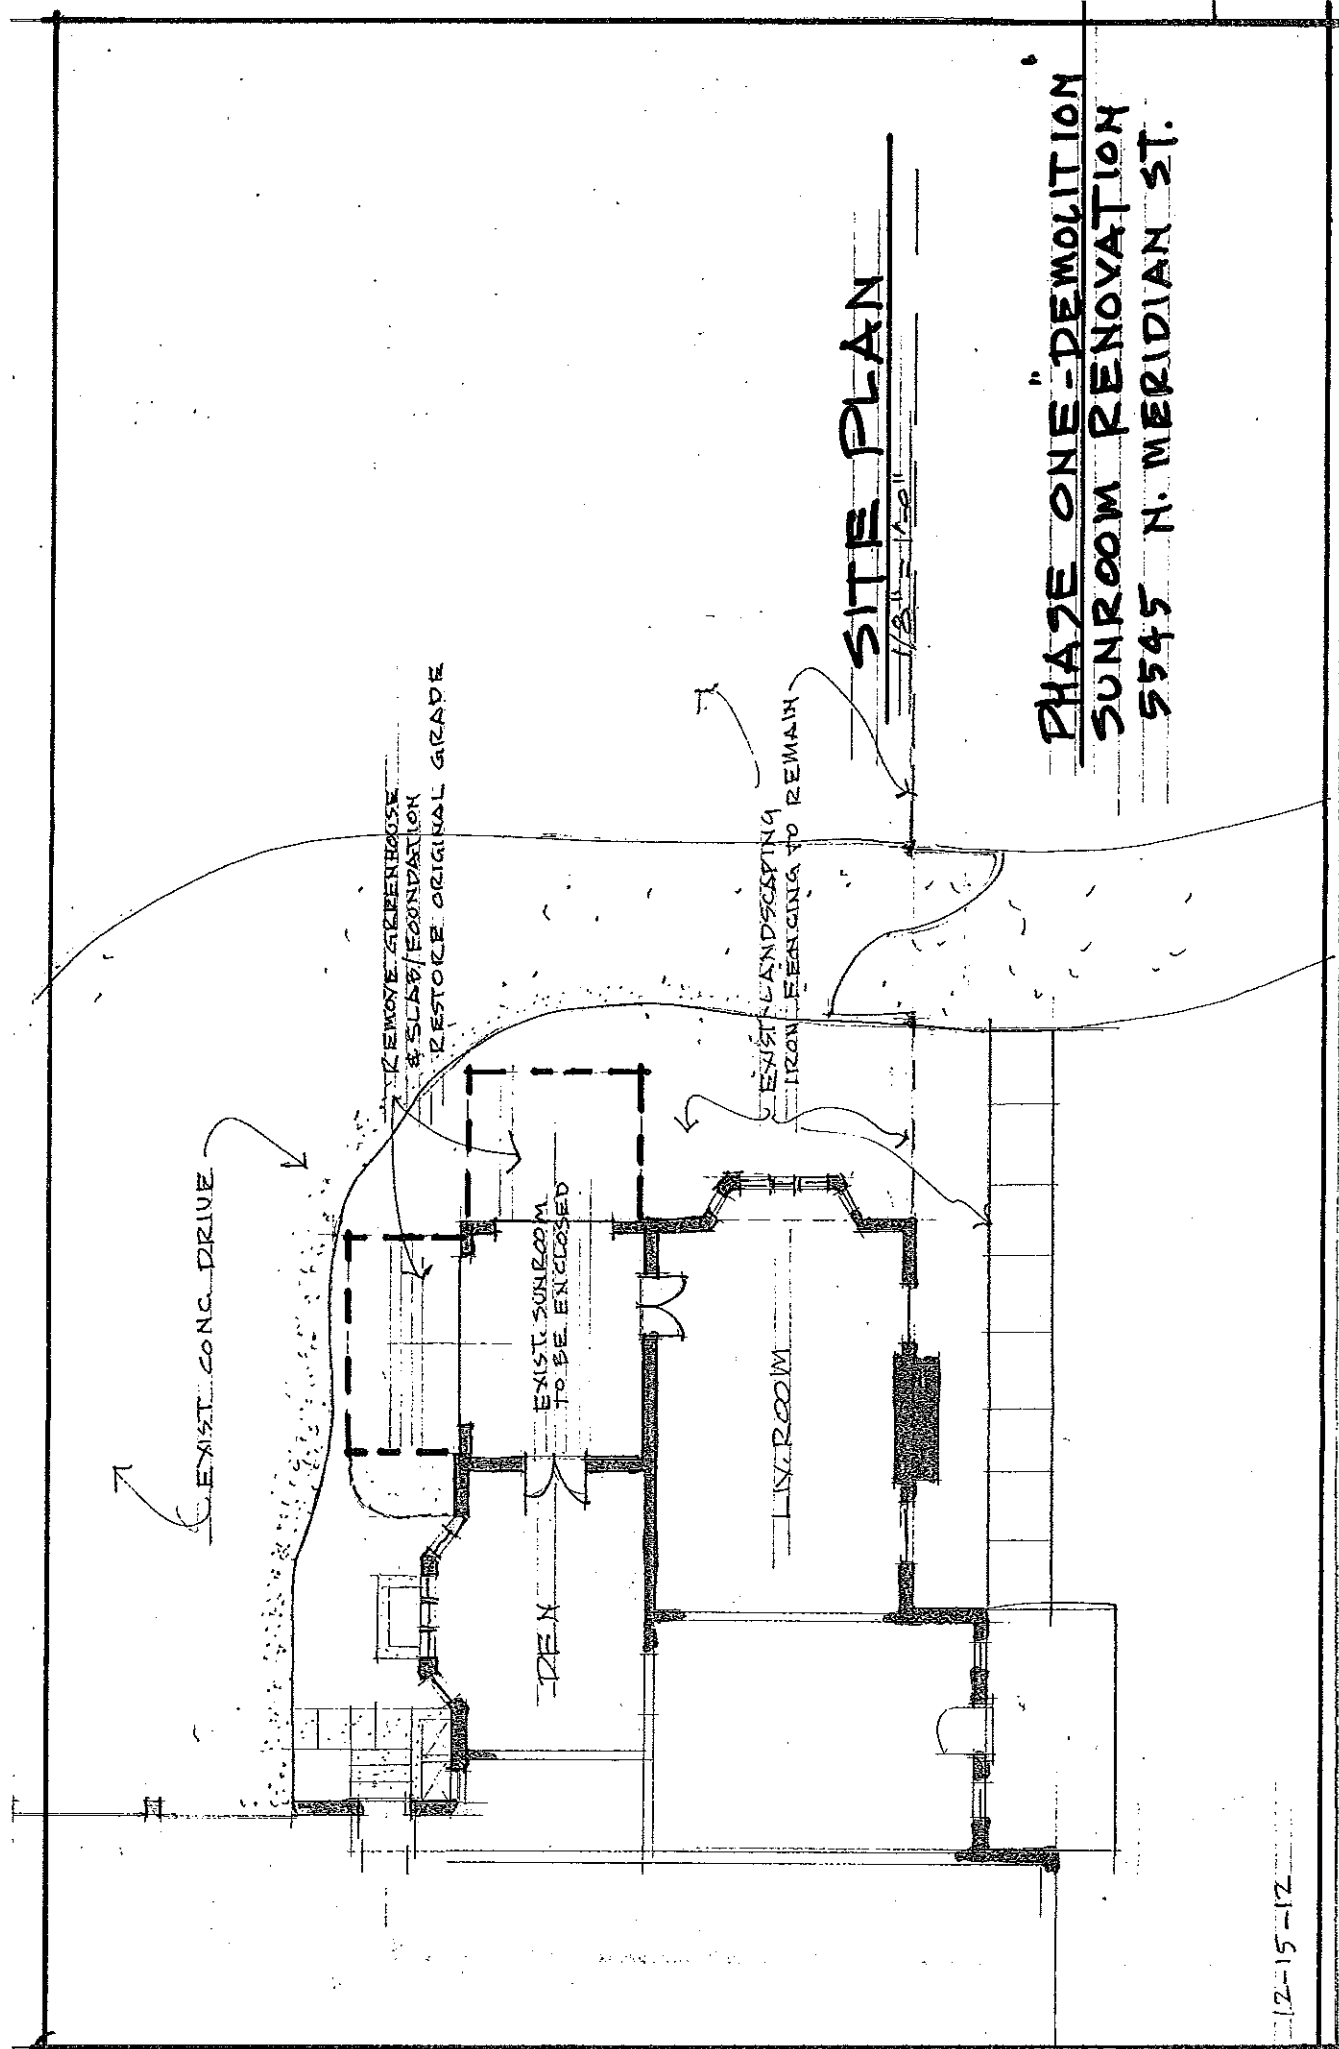 EXIST. CONC. DRIVE
REMOVE GREENHOUSE
& SLAB/FOUNDATION
RESTORE ORIGINAL GRADE
EXIST. SUNROOM
TO BE ENCLOSED
DEN
LIV. ROOM
EXIST. LANDSCAPING
IRON FENCING TO REMAIN
SITE PLAN
1/8" = 1'-0"
"PHASE ONE - DEMOLITION"
SUNROOM RENOVATION
5545 N. MERIDIAN ST.
12-15-12